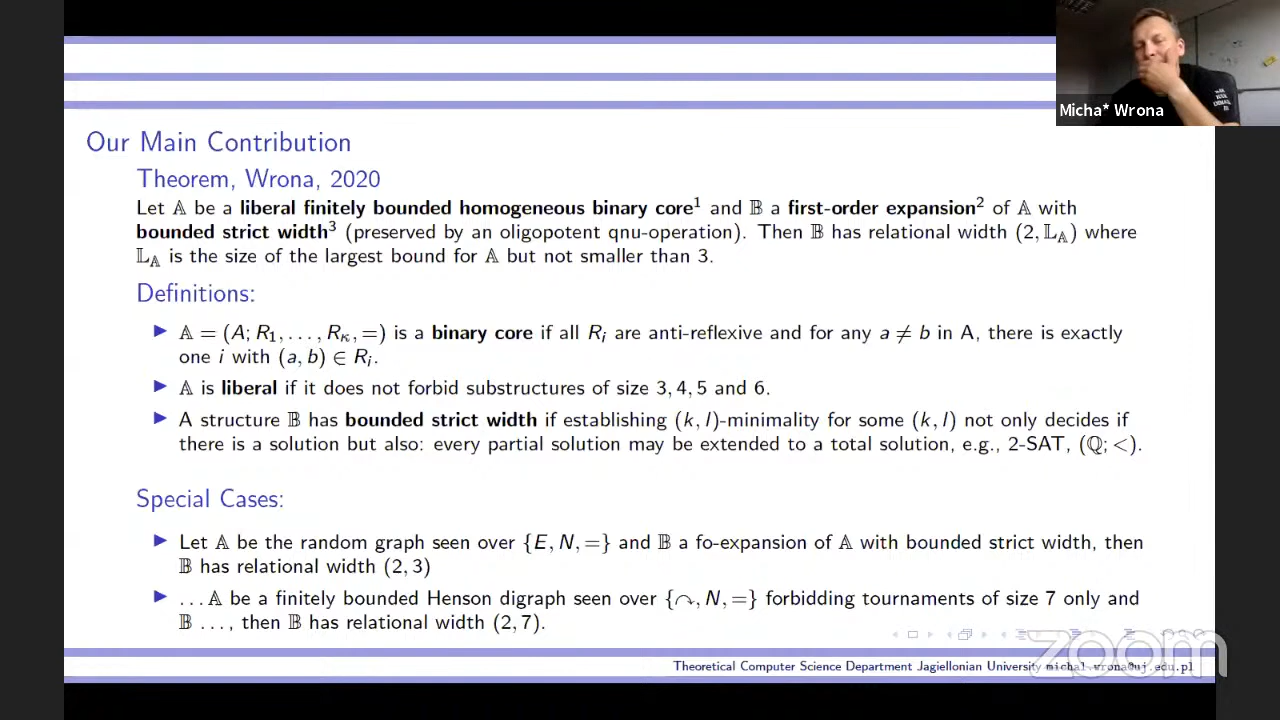 Micha* Wrona
Our Main Contribution
Theorem, Wrona, 2020
Let 𝔸 be a liberal finitely bounded homogeneous binary core¹ and 𝔹 a first-order expansion² of 𝔸 with
bounded strict width³ (preserved by an oligopotent qnu-operation). Then 𝔹 has relational width (2, 𝕃_𝔸) where
𝕃_𝔸 is the size of the largest bound for 𝔸 but not smaller than 3.
Definitions:
▶ 𝔸 = (A; R₁, . . . , R_κ, =) is a binary core if all Rᵢ are anti-reflexive and for any a ≠ b in A, there is exactly
one i with (a, b) ∈ Rᵢ.
▶ 𝔸 is liberal if it does not forbid substructures of size 3, 4, 5 and 6.
▶ A structure 𝔹 has bounded strict width if establishing (k, l)-minimality for some (k, l) not only decides if
there is a solution but also: every partial solution may be extended to a total solution, e.g., 2-SAT, (ℚ; <).
Special Cases:
▶ Let 𝔸 be the random graph seen over {E, N, =} and 𝔹 a fo-expansion of 𝔸 with bounded strict width, then
𝔹 has relational width (2, 3)
▶ . . . 𝔸 be a finitely bounded Henson digraph seen over {↷, N, =} forbidding tournaments of size 7 only and
𝔹 . . . , then 𝔹 has relational width (2, 7).
zoom
Theoretical Computer Science Department Jagiellonian University michal.wrona@uj.edu.pl